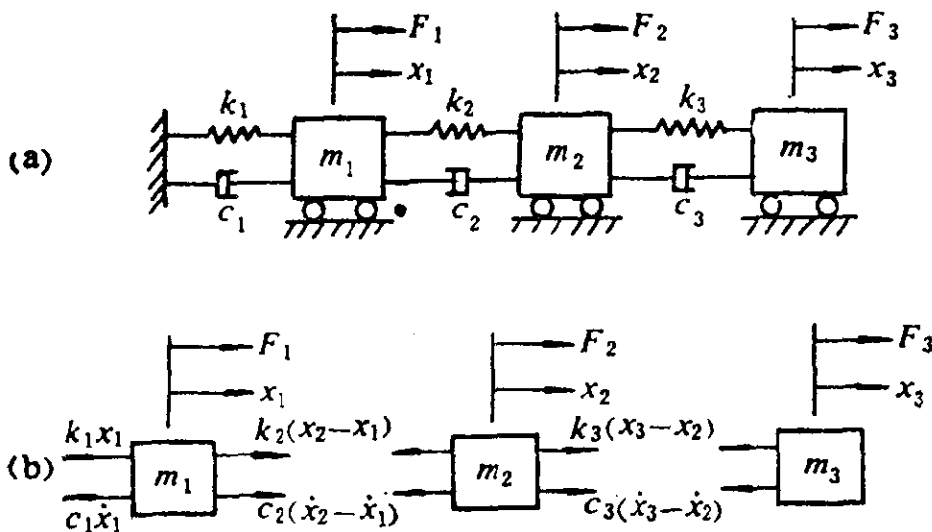 F₁ F₂ F₃
x₁ x₂ x₃
k₁ k₂ k₃
(a) m₁ m₂ m₃
c₁ c₂ c₃
F₁ F₂ F₃
x₁ x₂ x₃
k₁x₁ k₂(x₂−x₁) k₃(x₃−x₂)
(b) m₁ m₂ m₃
c₁ẋ₁ c₂(ẋ₂−ẋ₁) c₃(ẋ₃−ẋ₂)